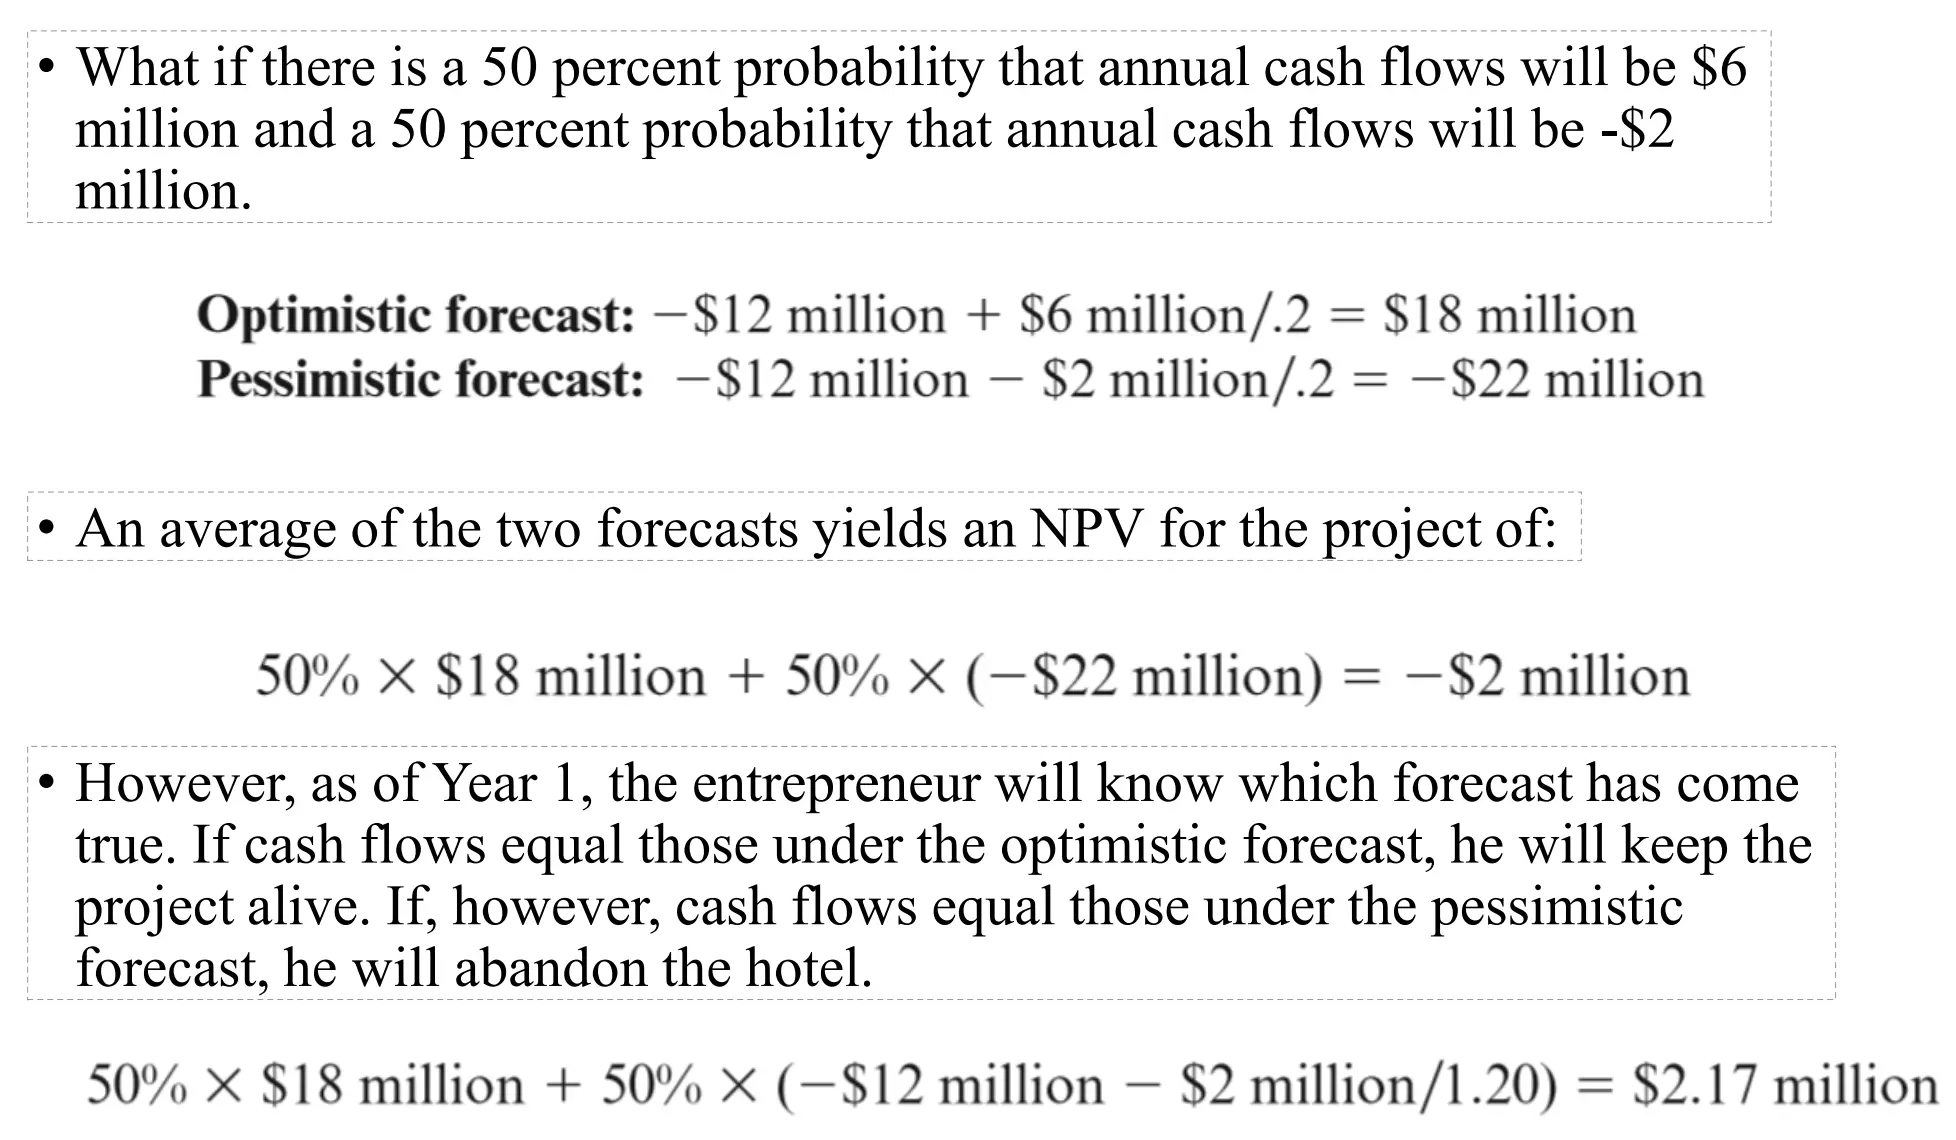 • What if there is a 50 percent probability that annual cash flows will be $6
million and a 50 percent probability that annual cash flows will be -$2
million.
Optimistic forecast: −$12 million + $6 million/.2 = $18 million
Pessimistic forecast: −$12 million − $2 million/.2 = −$22 million
• An average of the two forecasts yields an NPV for the project of:
50% × $18 million + 50% × (−$22 million) = −$2 million
• However, as of Year 1, the entrepreneur will know which forecast has come
true. If cash flows equal those under the optimistic forecast, he will keep the
project alive. If, however, cash flows equal those under the pessimistic
forecast, he will abandon the hotel.
50% × $18 million + 50% × (−$12 million − $2 million/1.20) = $2.17 million